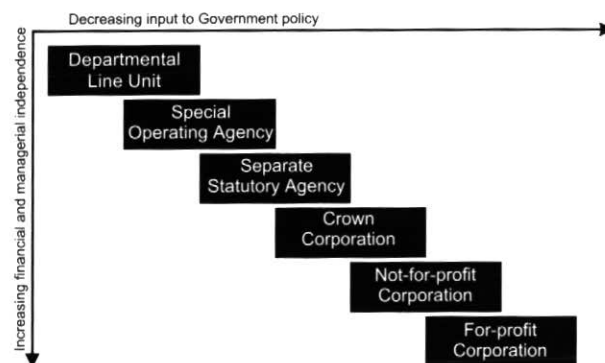 Decreasing input to Government policy
Increasing financial and managerial independence
Departmental
Line Unit
Special
Operating Agency
Separate
Statutory Agency
Crown
Corporation
Not-for-profit
Corporation
For-profit
Corporation